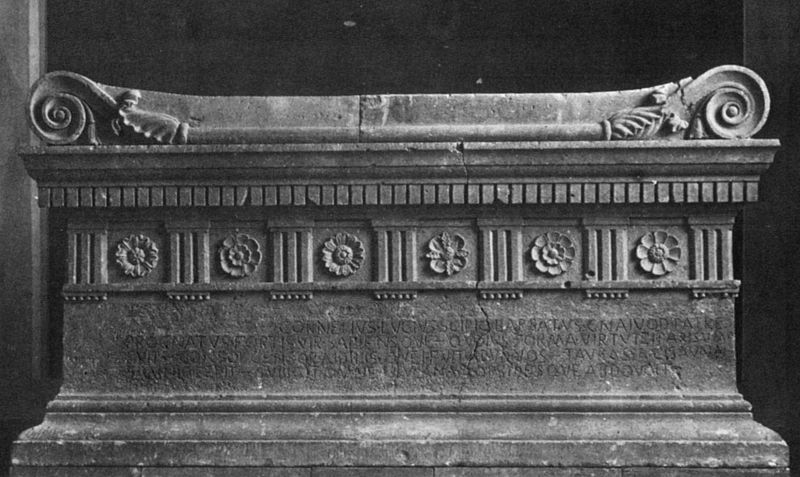 CORNELIVS·LVCIVS·SCIPIO·BARBATVS·GNAIVOD·PATRE
PROGNATVS·FORTIS·VIR·SAPIENSQVE—QVOIVS·FORMA·VIRTVTEI·PARISVMA
FVIT—CONSOL CENSOR·AIDILIS·QVEI·FVIT·APVD·VOS—TAVRASIA·CISAVNA
SAMNIO·CEPIT—SVBIGIT·OMNE·LOVCANA·OPSIDESQVE·ABDOVCIT